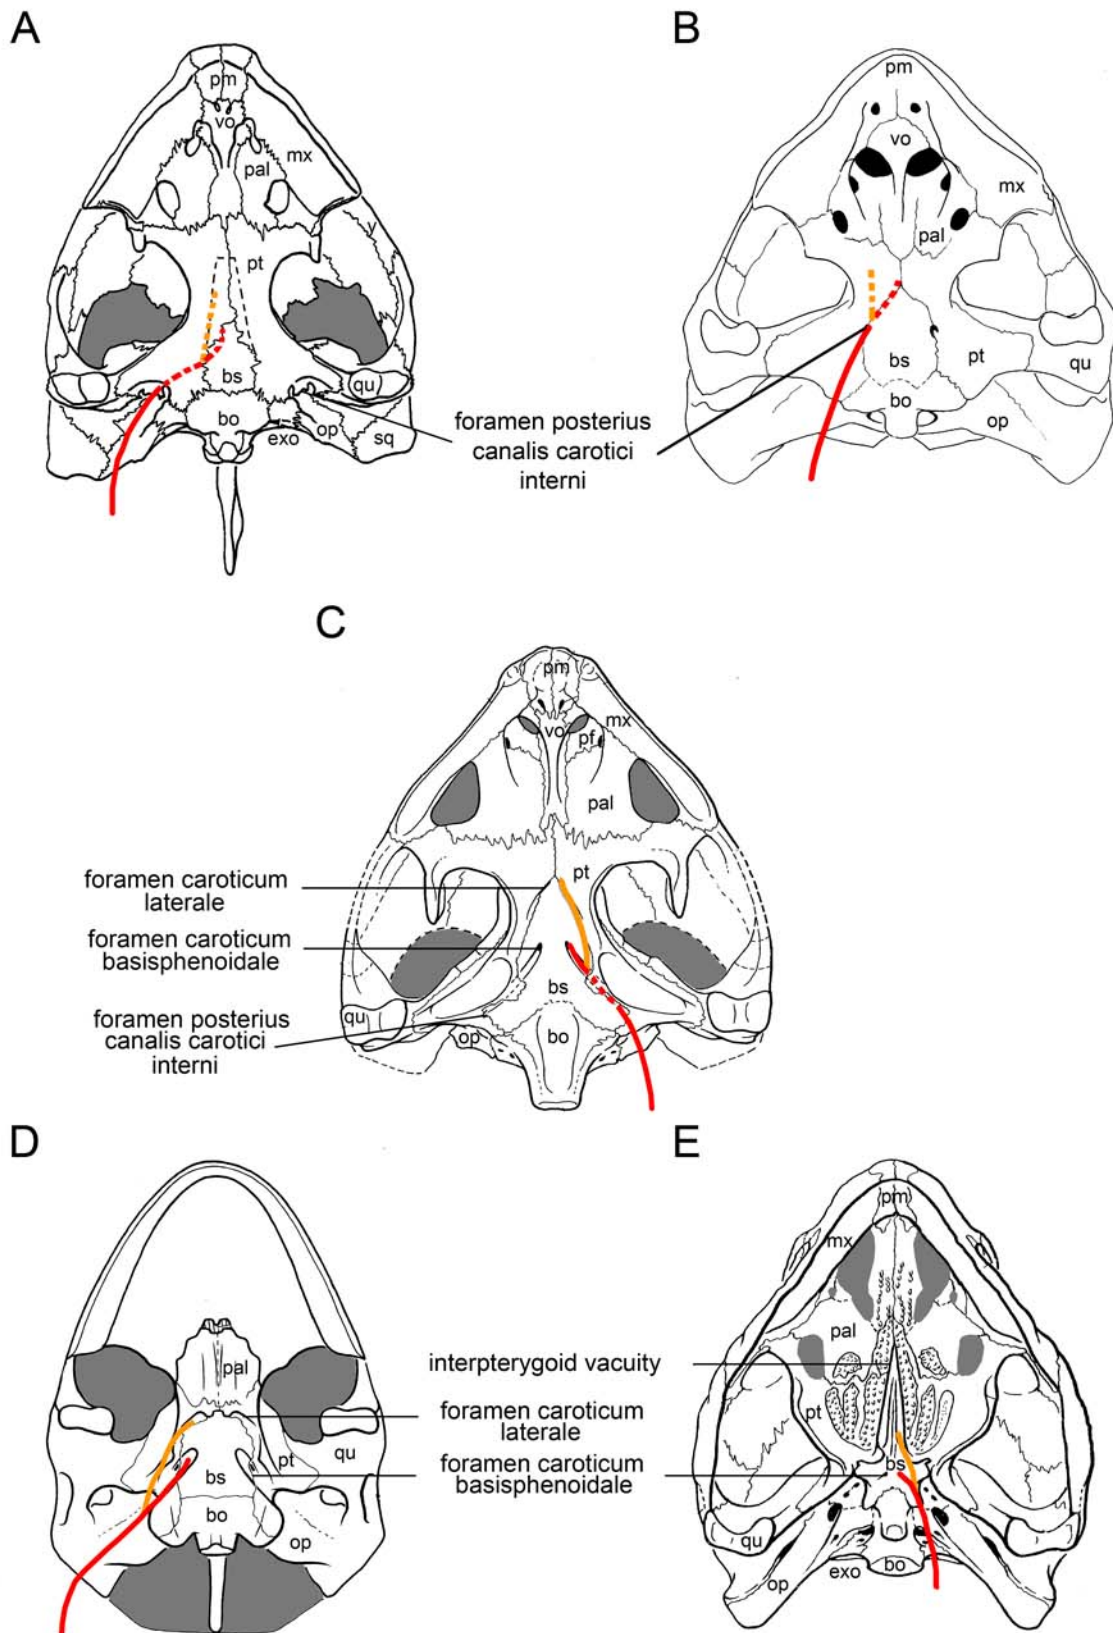 A
B
pm
vo
pal
mx
pt
bs
qu
bo
exo
op
sq
pm
vo
mx
pal
bs
pt
qu
bo
op
foramen posterius
canalis carotici
interni
C
pm
mx
vo
pf
pal
pt
foramen caroticum
laterale
foramen caroticum
basisphenoidale
bs
foramen posterius
canalis carotici
interni
qu
op
bo
D
E
pal
pt
qu
bs
bo
op
interpterygoid vacuity
foramen caroticum
laterale
foramen caroticum
basisphenoidale
pm
mx
pal
pt
bs
qu
exo
bo
op